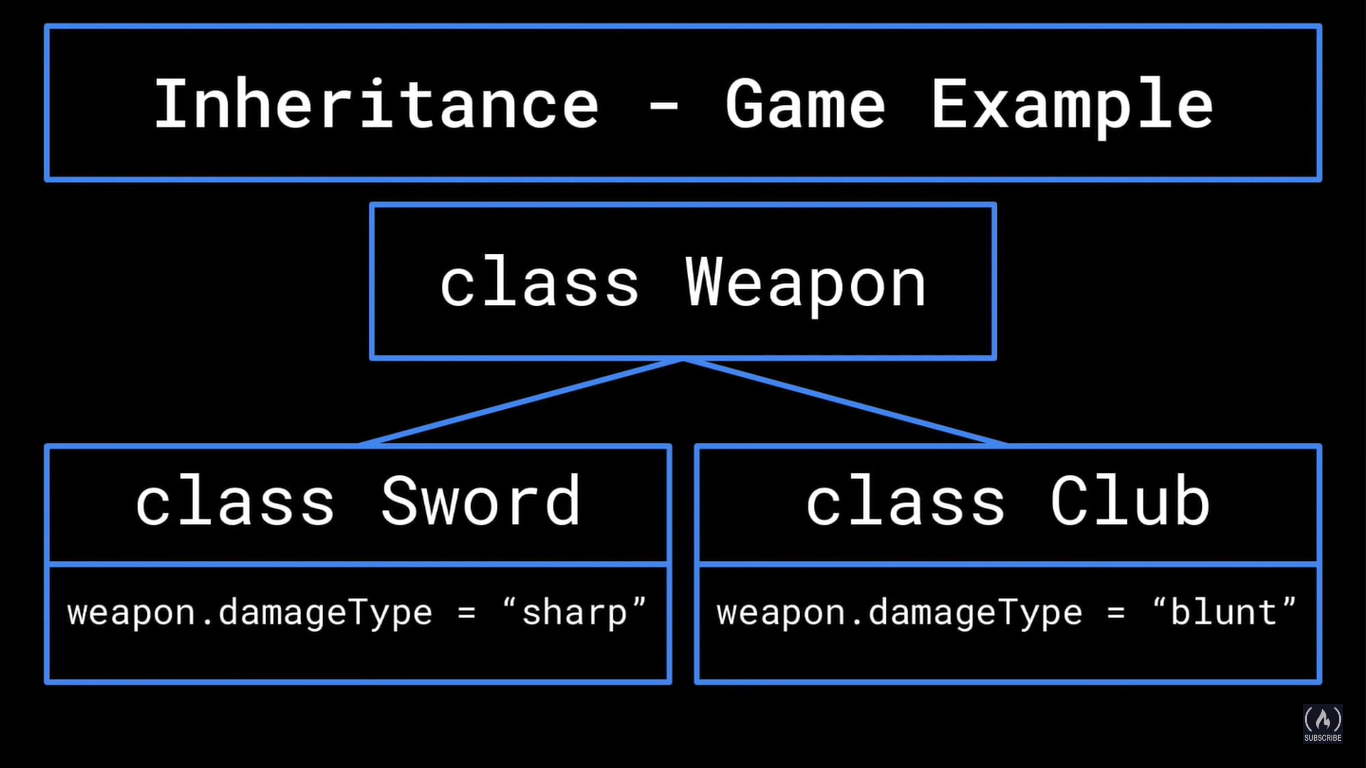 Inheritance - Game Example
class Weapon
class Sword
class Club
weapon.damageType = “sharp”
weapon.damageType = “blunt”
SUBSCRIBE